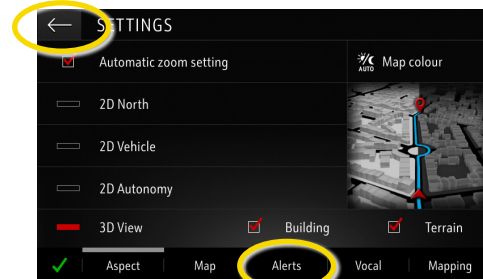 SETTINGS
Automatic zoom setting
AUTO Map colour
2D North
2D Vehicle
2D Autonomy
3D View Building Terrain
Aspect Map Alerts Vocal Mapping